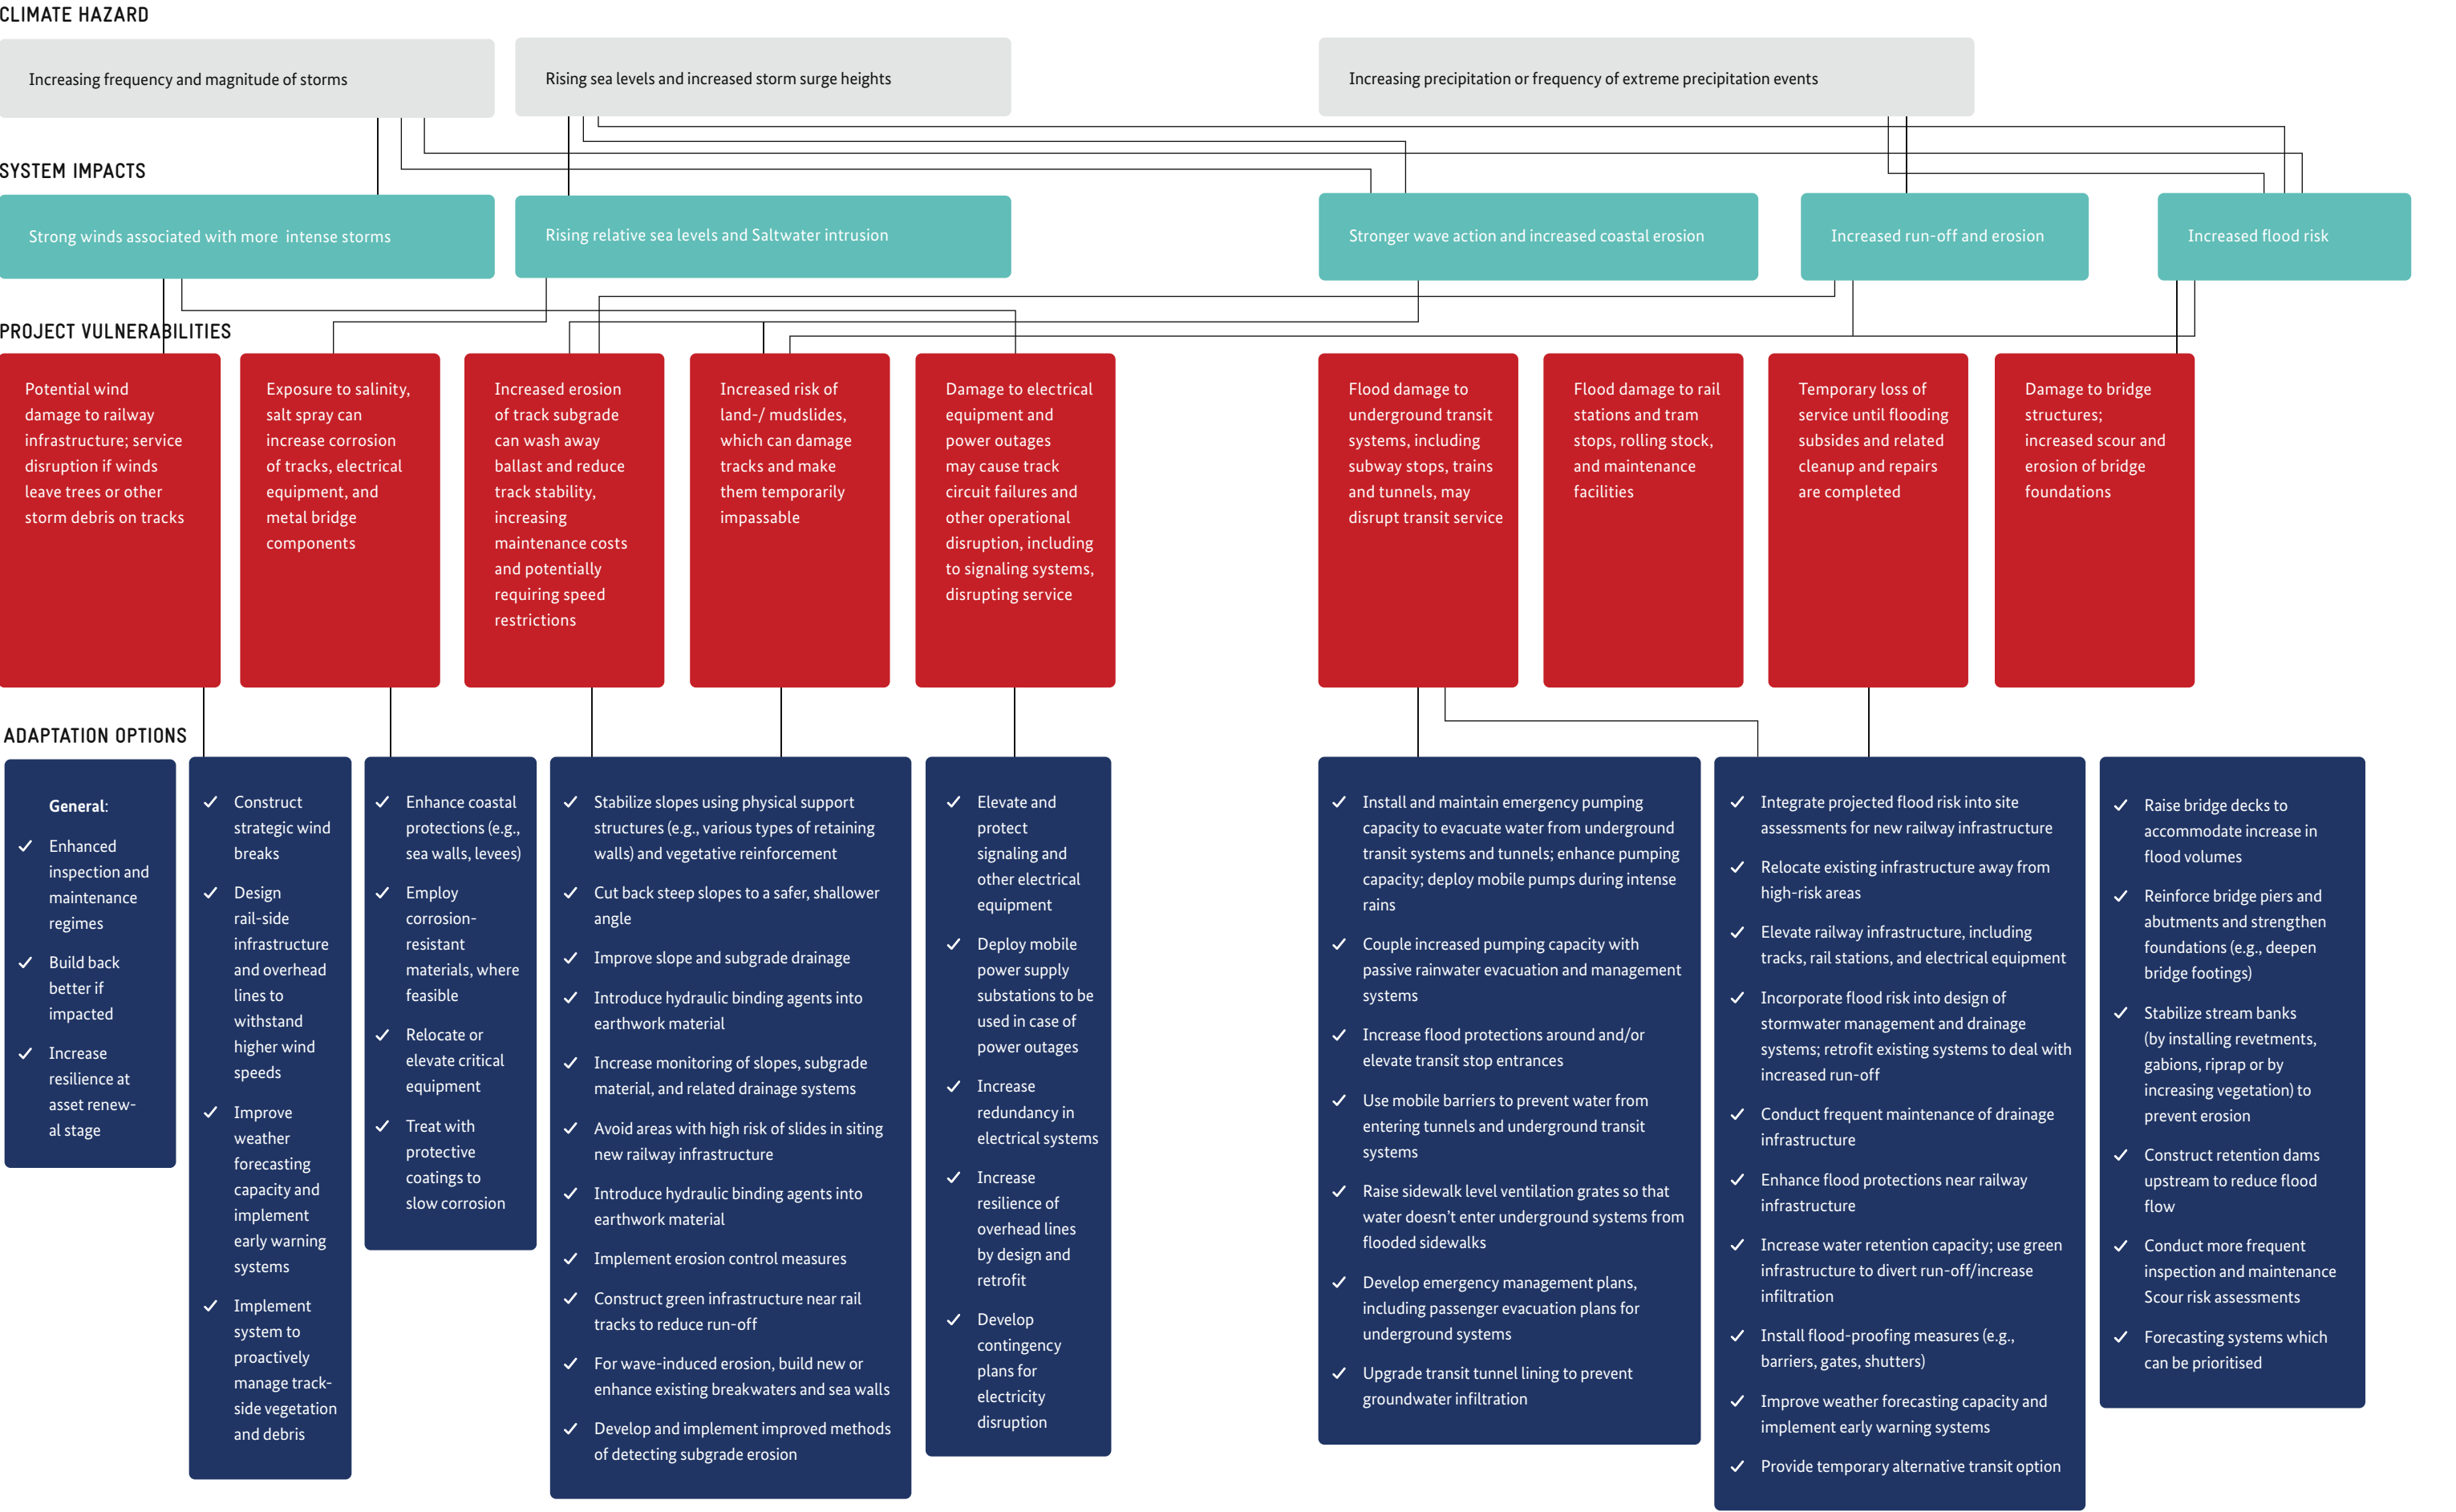 CLIMATE HAZARD
Increasing frequency and magnitude of storms
Rising sea levels and increased storm surge heights
Increasing precipitation or frequency of extreme precipitation events
SYSTEM IMPACTS
Strong winds associated with more intense storms
Rising relative sea levels and Saltwater intrusion
Stronger wave action and increased coastal erosion
Increased run-off and erosion
Increased flood risk
PROJECT VULNERABILITIES
Potential wind
damage to railway
infrastructure; service
disruption if winds
leave trees or other
storm debris on tracks
Exposure to salinity,
salt spray can
increase corrosion
of tracks, electrical
equipment, and
metal bridge
components
Increased erosion
of track subgrade
can wash away
ballast and reduce
track stability,
increasing
maintenance costs
and potentially
requiring speed
restrictions
Increased risk of
land-/ mudslides,
which can damage
tracks and make
them temporarily
impassable
Damage to electrical
equipment and
power outages
may cause track
circuit failures and
other operational
disruption, including
to signaling systems,
disrupting service
Flood damage to
underground transit
systems, including
subway stops, trains
and tunnels, may
disrupt transit service
Flood damage to rail
stations and tram
stops, rolling stock,
and maintenance
facilities
Temporary loss of
service until flooding
subsides and related
cleanup and repairs
are completed
Damage to bridge
structures;
increased scour and
erosion of bridge
foundations
ADAPTATION OPTIONS
General:
✓ Enhanced
inspection and
maintenance
regimes
✓ Build back
better if
impacted
✓ Increase
resilience at
asset renew-
al stage
✓ Construct
strategic wind
breaks
✓ Design
rail-side
infrastructure
and overhead
lines to
withstand
higher wind
speeds
✓ Improve
weather
forecasting
capacity and
implement
early warning
systems
✓ Implement
system to
proactively
manage track-
side vegetation
and debris
✓ Enhance coastal
protections (e.g.,
sea walls, levees)
✓ Employ
corrosion-
resistant
materials, where
feasible
✓ Relocate or
elevate critical
equipment
✓ Treat with
protective
coatings to
slow corrosion
✓ Stabilize slopes using physical support
structures (e.g., various types of retaining
walls) and vegetative reinforcement
✓ Cut back steep slopes to a safer, shallower
angle
✓ Improve slope and subgrade drainage
✓ Introduce hydraulic binding agents into
earthwork material
✓ Increase monitoring of slopes, subgrade
material, and related drainage systems
✓ Avoid areas with high risk of slides in siting
new railway infrastructure
✓ Introduce hydraulic binding agents into
earthwork material
✓ Implement erosion control measures
✓ Construct green infrastructure near rail
tracks to reduce run-off
✓ For wave-induced erosion, build new or
enhance existing breakwaters and sea walls
✓ Develop and implement improved methods
of detecting subgrade erosion
✓ Elevate and
protect
signaling and
other electrical
equipment
✓ Deploy mobile
power supply
substations to be
used in case of
power outages
✓ Increase
redundancy in
electrical systems
✓ Increase
resilience of
overhead lines
by design and
retrofit
✓ Develop
contingency
plans for
electricity
disruption
✓ Install and maintain emergency pumping
capacity to evacuate water from underground
transit systems and tunnels; enhance pumping
capacity; deploy mobile pumps during intense
rains
✓ Couple increased pumping capacity with
passive rainwater evacuation and management
systems
✓ Increase flood protections around and/or
elevate transit stop entrances
✓ Use mobile barriers to prevent water from
entering tunnels and underground transit
systems
✓ Raise sidewalk level ventilation grates so that
water doesn't enter underground systems from
flooded sidewalks
✓ Develop emergency management plans,
including passenger evacuation plans for
underground systems
✓ Upgrade transit tunnel lining to prevent
groundwater infiltration
✓ Integrate projected flood risk into site
assessments for new railway infrastructure
✓ Relocate existing infrastructure away from
high-risk areas
✓ Elevate railway infrastructure, including
tracks, rail stations, and electrical equipment
✓ Incorporate flood risk into design of
stormwater management and drainage
systems; retrofit existing systems to deal with
increased run-off
✓ Conduct frequent maintenance of drainage
infrastructure
✓ Enhance flood protections near railway
infrastructure
✓ Increase water retention capacity; use green
infrastructure to divert run-off/increase
infiltration
✓ Install flood-proofing measures (e.g.,
barriers, gates, shutters)
✓ Improve weather forecasting capacity and
implement early warning systems
✓ Provide temporary alternative transit option
✓ Raise bridge decks to
accommodate increase in
flood volumes
✓ Reinforce bridge piers and
abutments and strengthen
foundations (e.g., deepen
bridge footings)
✓ Stabilize stream banks
(by installing revetments,
gabions, riprap or by
increasing vegetation) to
prevent erosion
✓ Construct retention dams
upstream to reduce flood
flow
✓ Conduct more frequent
inspection and maintenance
Scour risk assessments
✓ Forecasting systems which
can be prioritised